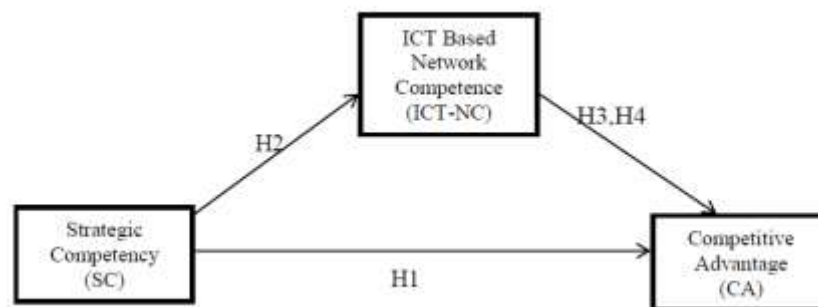 ICT Based
Network
Competence
(ICT-NC)
H2
H3,H4
Strategic
Competency
(SC)
H1
Competitive
Advantage
(CA)